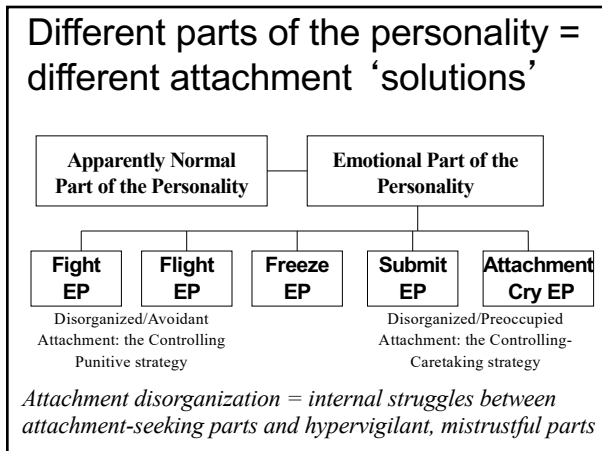 Different parts of the personality =
different attachment ‘solutions’
Apparently Normal
Part of the Personality
Emotional Part of the
Personality
Fight
EP
Flight
EP
Freeze
EP
Submit
EP
Attachment
Cry EP
Disorganized/Avoidant
Attachment: the Controlling
Punitive strategy
Disorganized/Preoccupied
Attachment: the Controlling-
Caretaking strategy
Attachment disorganization = internal struggles between
attachment-seeking parts and hypervigilant, mistrustful parts